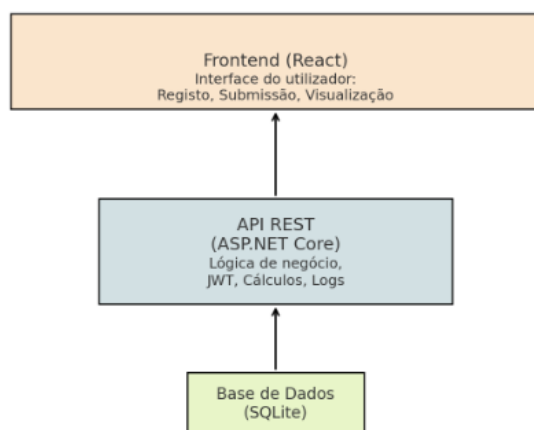 Frontend (React)
Interface do utilizador:
Registo, Submissão, Visualização
API REST
(ASP.NET Core)
Lógica de negócio,
JWT, Cálculos, Logs
Base de Dados
(SQLite)